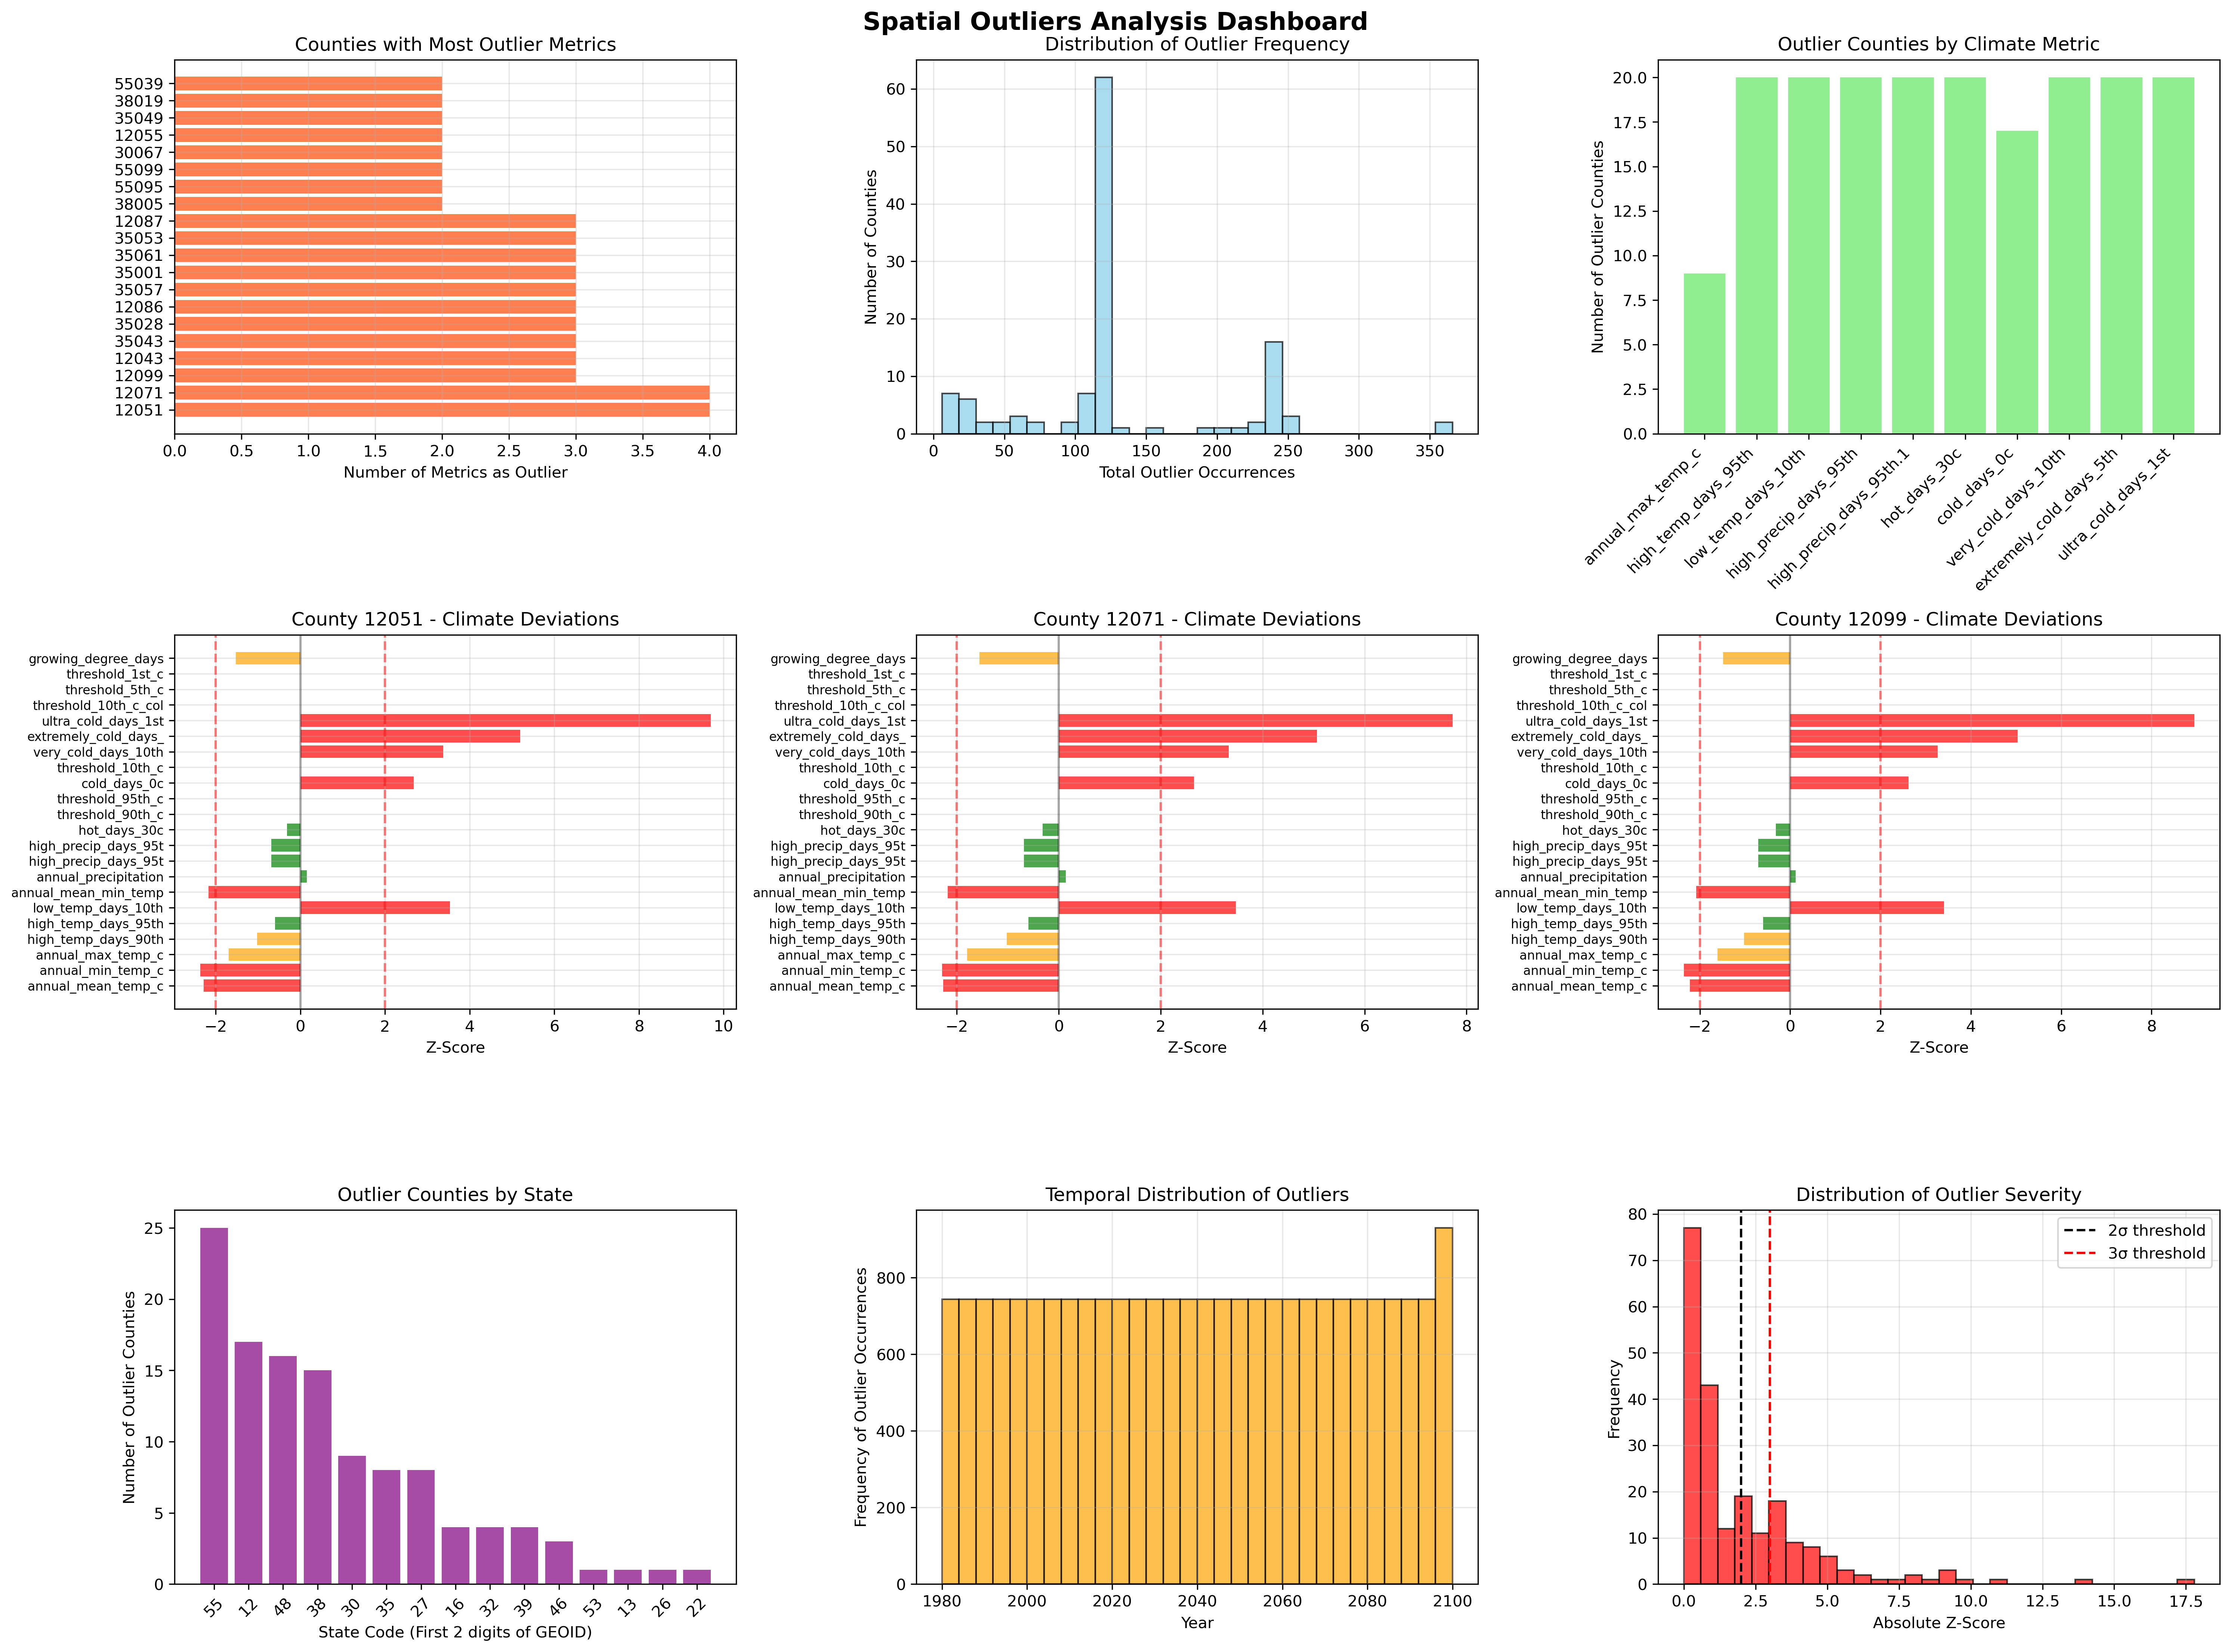 Spatial Outliers Analysis Dashboard
Counties with Most Outlier Metrics
55039
38019
35049
12055
30067
55099
55095
38005
12087
35053
35061
35001
35057
12086
35028
35043
12043
12099
12071
12051
0.0 0.5 1.0 1.5 2.0 2.5 3.0 3.5 4.0
Number of Metrics as Outlier
Distribution of Outlier Frequency
Number of Counties
60
50
40
30
20
10
0
0 50 100 150 200 250 300 350
Total Outlier Occurrences
Outlier Counties by Climate Metric
Number of Outlier Counties
20.0
17.5
15.0
12.5
10.0
7.5
5.0
2.5
0.0
annual_max_temp_c
high_temp_days_95th
low_temp_days_10th
high_precip_days_95th
high_precip_days_95th.1
hot_days_30c
cold_days_0c
very_cold_days_10th
extremely_cold_days_5th
ultra_cold_days_1st
County 12051 - Climate Deviations
growing_degree_days
threshold_1st_c
threshold_5th_c
threshold_10th_c_col
ultra_cold_days_1st
extremely_cold_days_
very_cold_days_10th
threshold_10th_c
cold_days_0c
threshold_95th_c
threshold_90th_c
hot_days_30c
high_precip_days_95t
high_precip_days_95t
annual_precipitation
annual_mean_min_temp
low_temp_days_10th
high_temp_days_95th
high_temp_days_90th
annual_max_temp_c
annual_min_temp_c
annual_mean_temp_c
−2 0 2 4 6 8 10
Z-Score
County 12071 - Climate Deviations
growing_degree_days
threshold_1st_c
threshold_5th_c
threshold_10th_c_col
ultra_cold_days_1st
extremely_cold_days_
very_cold_days_10th
threshold_10th_c
cold_days_0c
threshold_95th_c
threshold_90th_c
hot_days_30c
high_precip_days_95t
high_precip_days_95t
annual_precipitation
annual_mean_min_temp
low_temp_days_10th
high_temp_days_95th
high_temp_days_90th
annual_max_temp_c
annual_min_temp_c
annual_mean_temp_c
−2 0 2 4 6 8
Z-Score
County 12099 - Climate Deviations
growing_degree_days
threshold_1st_c
threshold_5th_c
threshold_10th_c_col
ultra_cold_days_1st
extremely_cold_days_
very_cold_days_10th
threshold_10th_c
cold_days_0c
threshold_95th_c
threshold_90th_c
hot_days_30c
high_precip_days_95t
high_precip_days_95t
annual_precipitation
annual_mean_min_temp
low_temp_days_10th
high_temp_days_95th
high_temp_days_90th
annual_max_temp_c
annual_min_temp_c
annual_mean_temp_c
−2 0 2 4 6 8
Z-Score
Outlier Counties by State
Number of Outlier Counties
25
20
15
10
5
0
55 12 48 38 30 35 27 16 32 39 46 53 13 26 22
State Code (First 2 digits of GEOID)
Temporal Distribution of Outliers
Frequency of Outlier Occurrences
800
600
400
200
0
1980 2000 2020 2040 2060 2080 2100
Year
Distribution of Outlier Severity
Frequency
80
70
60
50
40
30
20
10
0
2σ threshold
3σ threshold
0.0 2.5 5.0 7.5 10.0 12.5 15.0 17.5
Absolute Z-Score